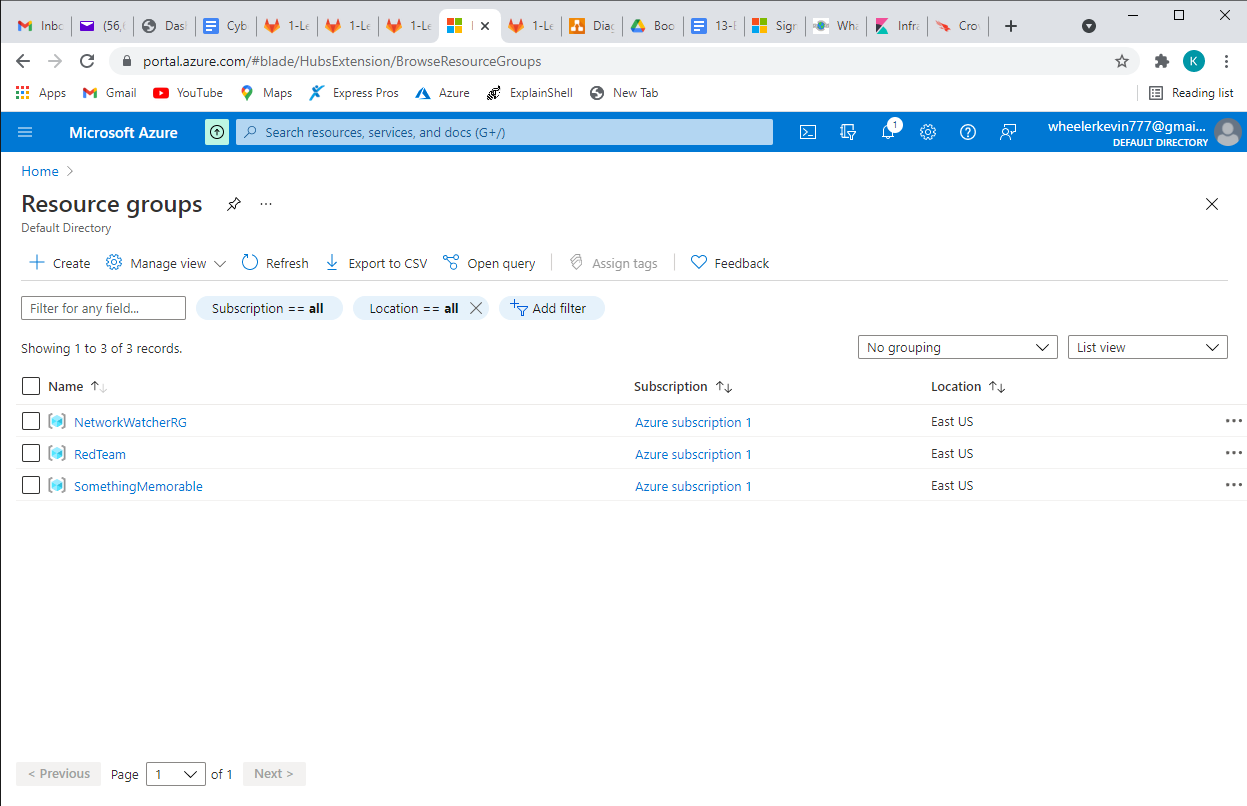 Inbo (56, Dash Cyb 1-Le 1-Le 1-Le 1-Le Diag Boo 13-E Sign Wha Infra Cro
portal.azure.com/#blade/HubsExtension/BrowseResourceGroups K
Apps Gmail YouTube Maps Express Pros Azure ExplainShell New Tab Reading list
Microsoft Azure Search resources, services, and docs (G+/) 1 wheelerkevin777@gmai...
DEFAULT DIRECTORY
Home >
Resource groups ...
Default Directory
Create Manage view Refresh Export to CSV Open query Assign tags Feedback
Filter for any field... Subscription == all Location == all Add filter
Showing 1 to 3 of 3 records. No grouping List view
Name Subscription Location
NetworkWatcherRG Azure subscription 1 East US
RedTeam Azure subscription 1 East US
SomethingMemorable Azure subscription 1 East US
< Previous Page 1 of 1 Next >